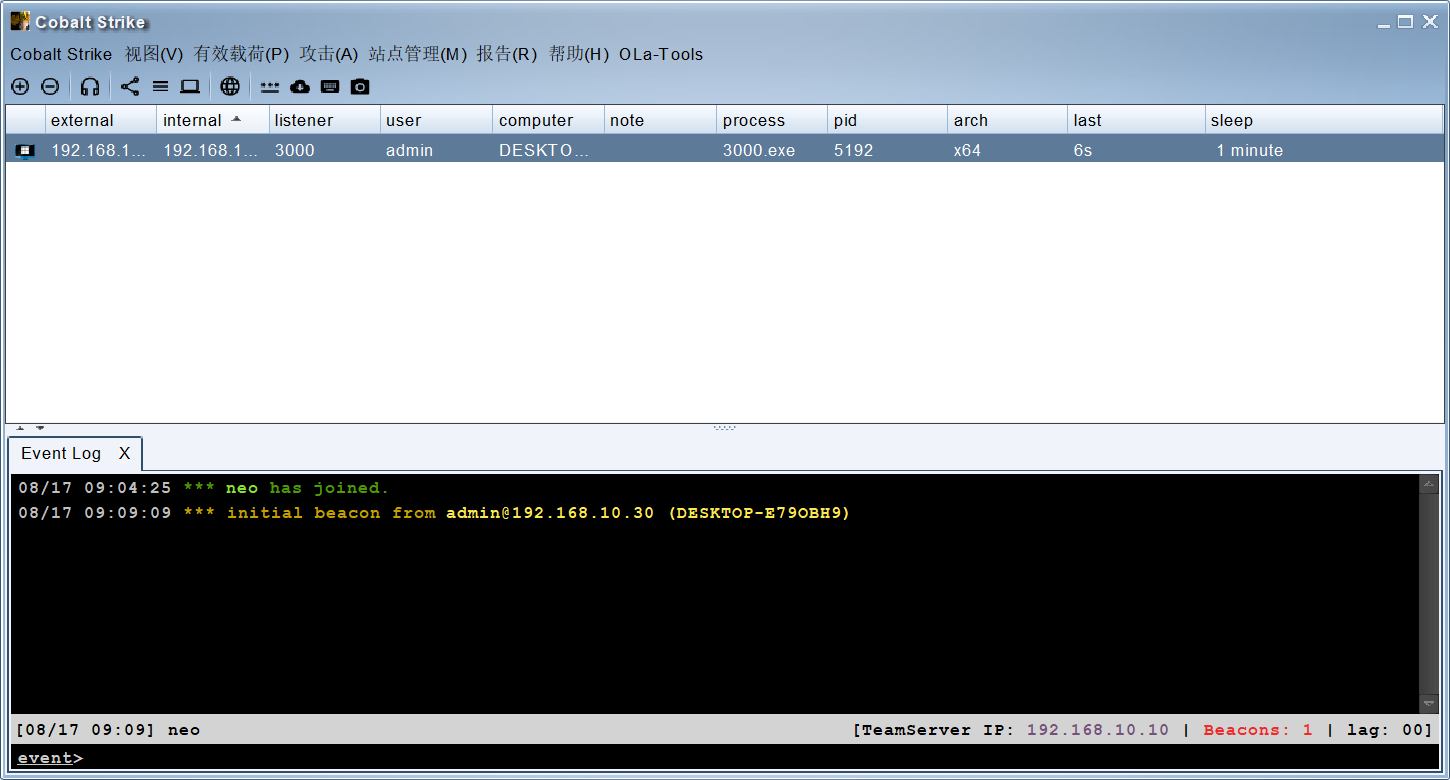 Cobalt Strike
Cobalt Strike 视图(V) 有效载荷(P) 攻击(A) 站点管理(M) 报告(R) 帮助(H) OLa-Tools
external internal listener user computer note process pid arch last sleep
192.168.1... 192.168.1... 3000 admin DESKTO... 3000.exe 5192 x64 6s 1 minute
Event Log X
08/17 09:04:25 *** neo has joined.
08/17 09:09:09 *** initial beacon from admin@192.168.10.30 (DESKTOP-E79OBH9)
[08/17 09:09] neo [TeamServer IP: 192.168.10.10 | Beacons: 1 | lag: 00]
event>